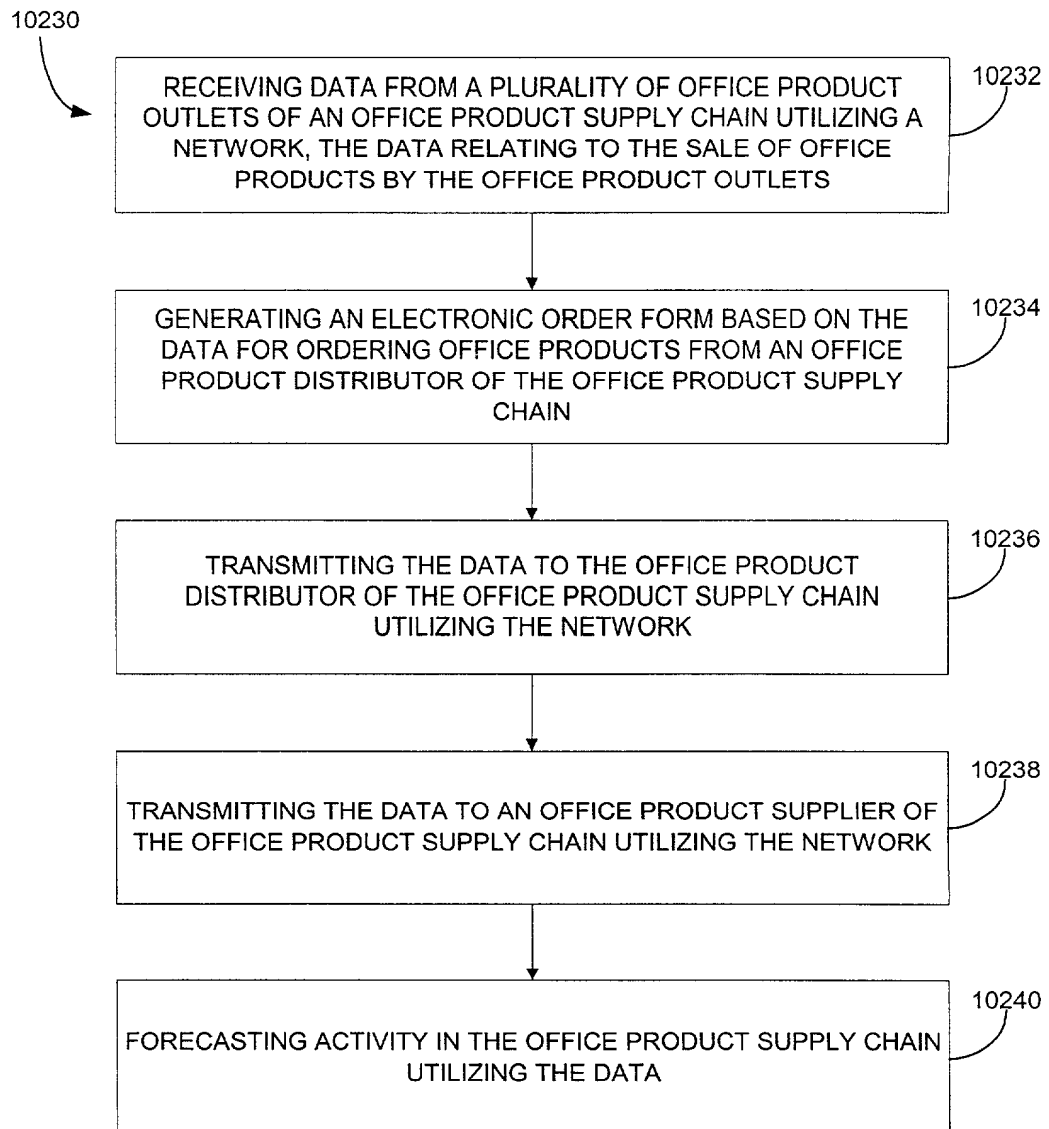 10230
RECEIVING DATA FROM A PLURALITY OF OFFICE PRODUCT
OUTLETS OF AN OFFICE PRODUCT SUPPLY CHAIN UTILIZING A
NETWORK, THE DATA RELATING TO THE SALE OF OFFICE
PRODUCTS BY THE OFFICE PRODUCT OUTLETS
10232
GENERATING AN ELECTRONIC ORDER FORM BASED ON THE
DATA FOR ORDERING OFFICE PRODUCTS FROM AN OFFICE
PRODUCT DISTRIBUTOR OF THE OFFICE PRODUCT SUPPLY
CHAIN
10234
TRANSMITTING THE DATA TO THE OFFICE PRODUCT
DISTRIBUTOR OF THE OFFICE PRODUCT SUPPLY CHAIN
UTILIZING THE NETWORK
10236
TRANSMITTING THE DATA TO AN OFFICE PRODUCT SUPPLIER OF
THE OFFICE PRODUCT SUPPLY CHAIN UTILIZING THE NETWORK
10238
FORECASTING ACTIVITY IN THE OFFICE PRODUCT SUPPLY CHAIN
UTILIZING THE DATA
10240